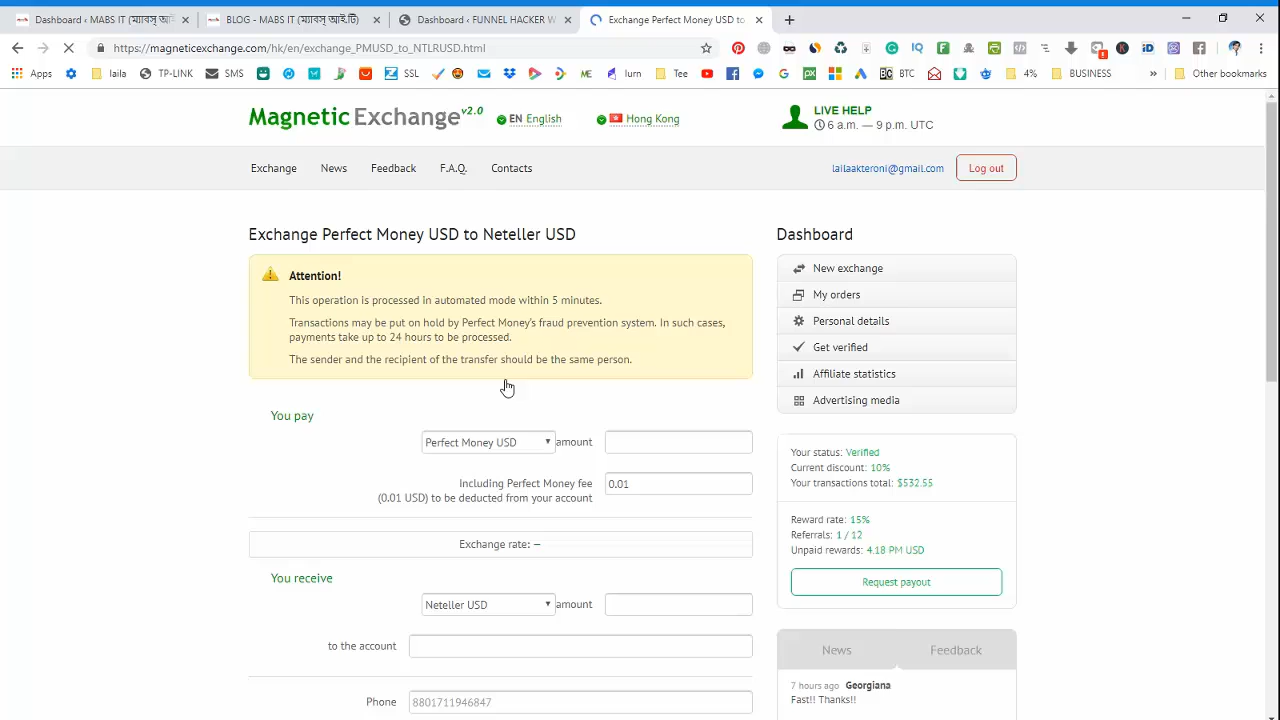 Dashboard ‹ MABS IT (ম্যাবস্ আই
BLOG - MABS IT (ম্যাবস্ আই.টি)
Dashboard ‹ FUNNEL HACKER W
Exchange Perfect Money USD to
https://magneticexchange.com/hk/en/exchange_PMUSD_to_NTLRUSD.html
Apps
laila
TP-LINK
SMS
SSL
lurn
Tee
BTC
4%
BUSINESS
»
Other bookmarks
Magnetic Exchange v2.0
EN English
Hong Kong
LIVE HELP
6 a.m. — 9 p.m. UTC
Exchange
News
Feedback
F.A.Q.
Contacts
lailaakteroni@gmail.com
Log out
Exchange Perfect Money USD to Neteller USD
Attention!
This operation is processed in automated mode within 5 minutes.
Transactions may be put on hold by Perfect Money's fraud prevention system. In such cases,
payments take up to 24 hours to be processed.
The sender and the recipient of the transfer should be the same person.
You pay
Perfect Money USD
amount
Including Perfect Money fee
(0.01 USD) to be deducted from your account
0.01
Exchange rate: —
You receive
Neteller USD
amount
to the account
Phone
8801711946847
Dashboard
New exchange
My orders
Personal details
Get verified
Affiliate statistics
Advertising media
Your status: Verified
Current discount: 10%
Your transactions total: $532.55
Reward rate: 15%
Referrals: 1 / 12
Unpaid rewards: 4.18 PM USD
Request payout
News
Feedback
7 hours ago Georgiana
Fast!! Thanks!!